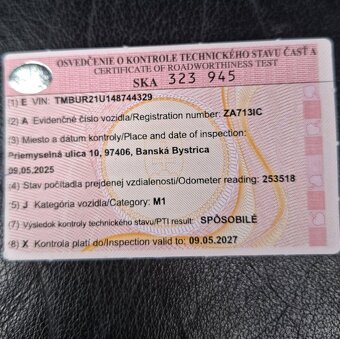 OSVEDČENIE O KONTROLE TECHNICKÉHO STAVU ČASŤ A
CERTIFICATE OF ROADWORTHINESS TEST
SKA 323 945
(1) E VIN: TMBUR21U148744329
(2) A Evidenčné číslo vozidla/Registration number: ZA713IC
(3) Miesto a dátum kontroly/Place and date of inspection:
Priemyselná ulica 10, 97406, Banská Bystrica
09.05.2025
(4) Stav počítadla prejdenej vzdialenosti/Odometer reading: 253518
(5) J Kategória vozidla/Category: M1
(7) Výsledok kontroly technického stavu/PTI result: SPÔSOBILÉ
(8) X Kontrola platí do/Inspection valid to: 09.05.2027